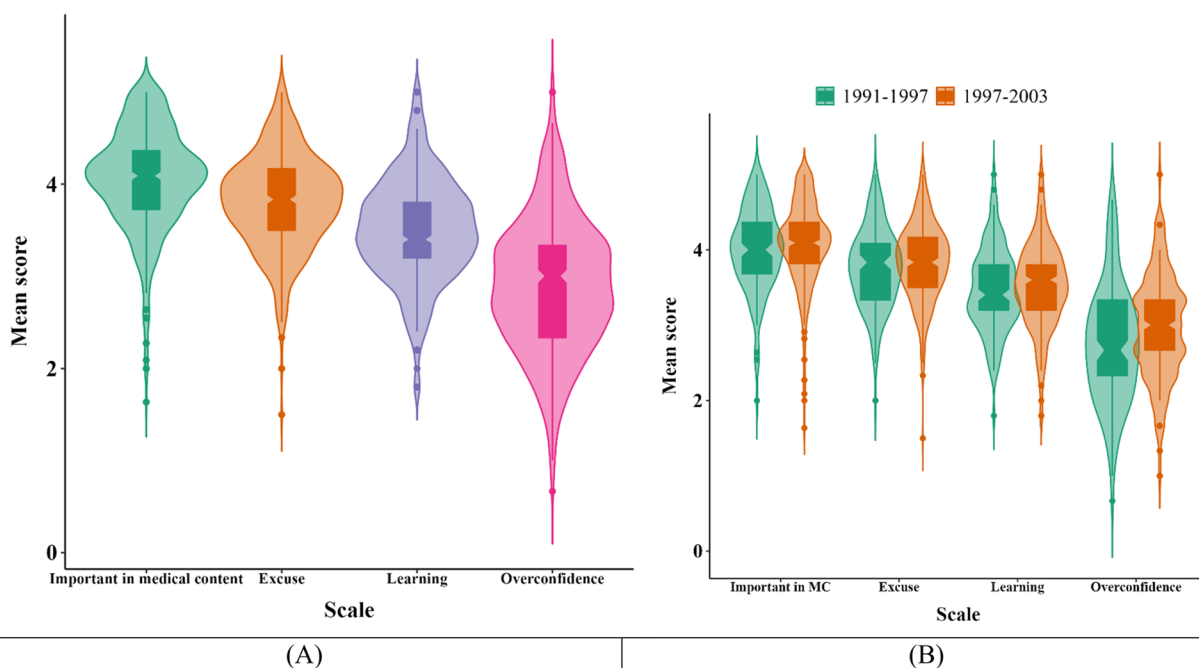 Mean score
4
2
0
Important in medical content Excuse Learning Overconfidence
Scale
(A)
1991-1997 1997-2003
Mean score
4
2
0
Important in MC Excuse Learning Overconfidence
Scale
(B)